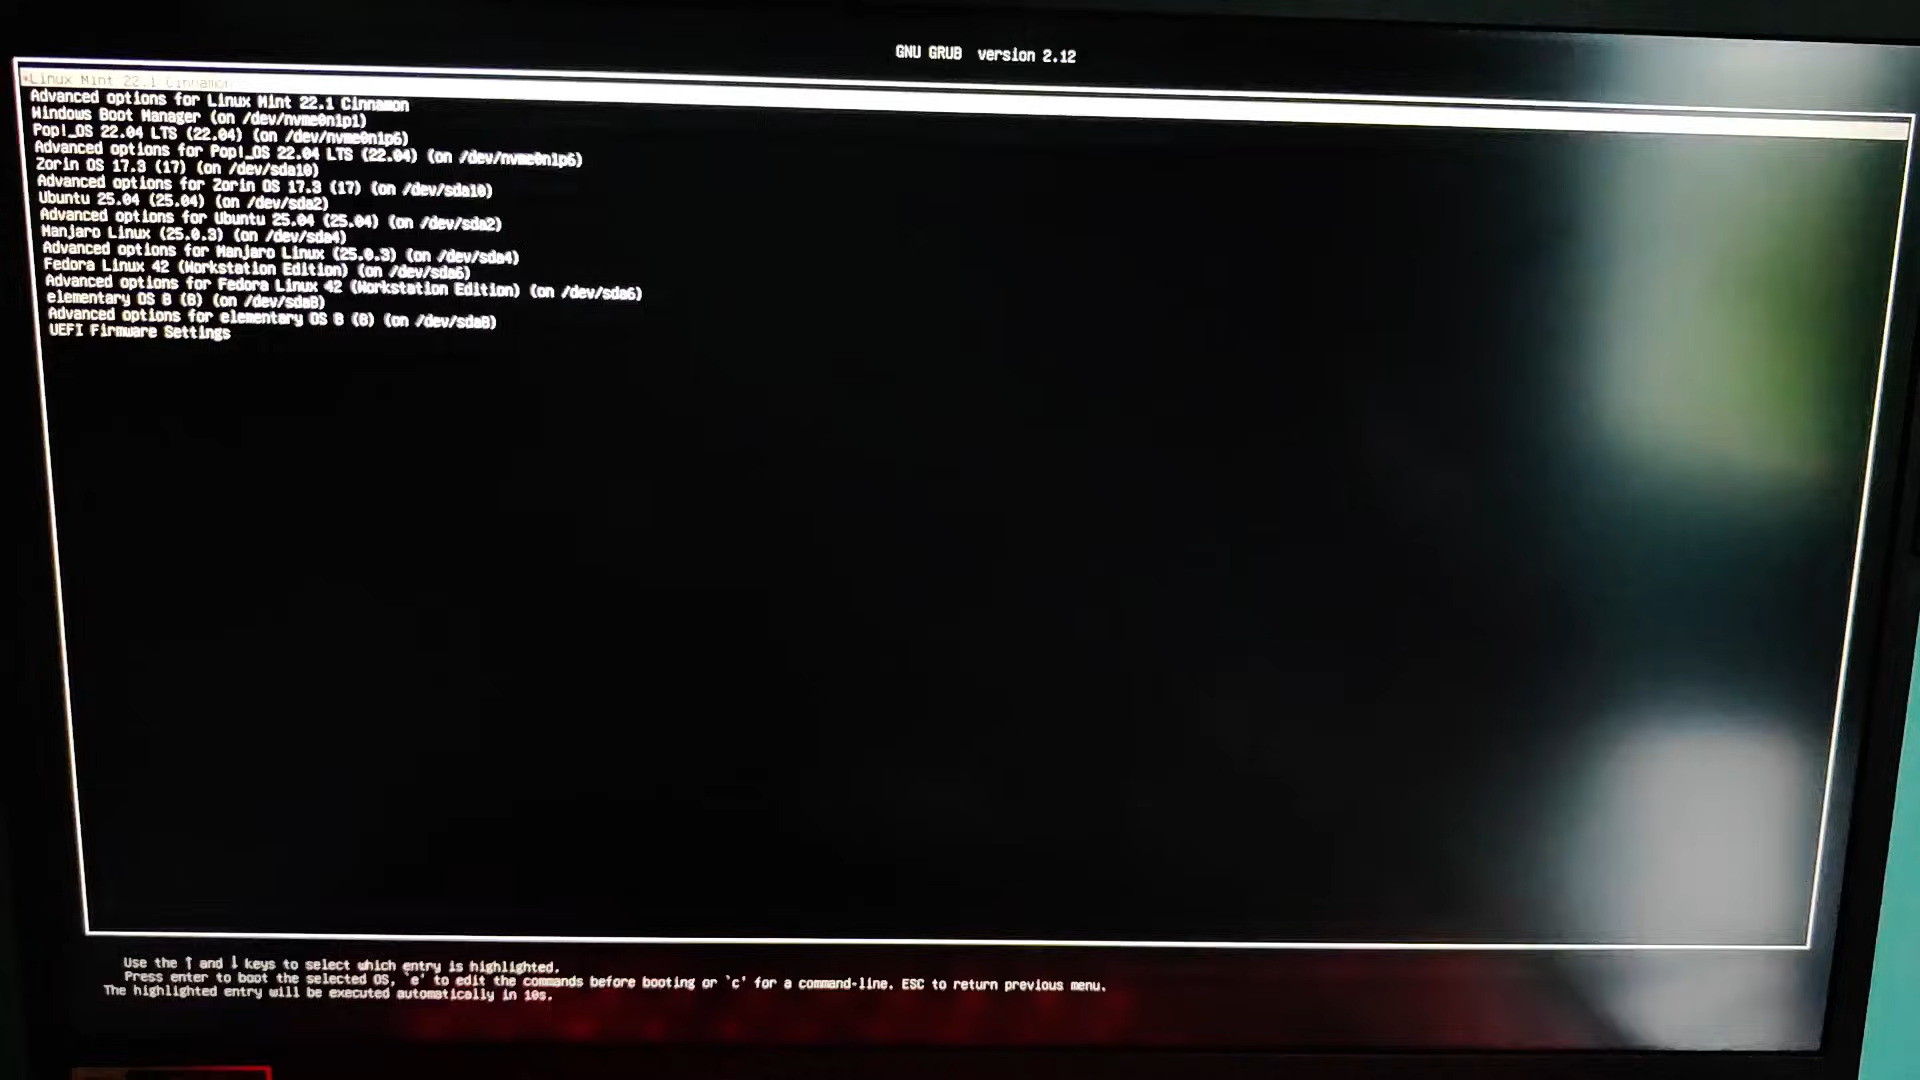 GNU GRUB version 2.12
*Linux Mint 22.1 Cinnamon
Advanced options for Linux Mint 22.1 Cinnamon
Windows Boot Manager (on /dev/nvme0n1p1)
Pop!_OS 22.04 LTS (22.04) (on /dev/nvme0n1p6)
Advanced options for Pop!_OS 22.04 LTS (22.04) (on /dev/nvme0n1p6)
Zorin OS 17.3 (17) (on /dev/sda10)
Advanced options for Zorin OS 17.3 (17) (on /dev/sda10)
Ubuntu 25.04 (25.04) (on /dev/sda2)
Advanced options for Ubuntu 25.04 (25.04) (on /dev/sda2)
Manjaro Linux (25.0.3) (on /dev/sda4)
Advanced options for Manjaro Linux (25.0.3) (on /dev/sda4)
Fedora Linux 42 (Workstation Edition) (on /dev/sda6)
Advanced options for Fedora Linux 42 (Workstation Edition) (on /dev/sda6)
elementary OS 8 (8) (on /dev/sda8)
Advanced options for elementary OS 8 (8) (on /dev/sda8)
UEFI Firmware Settings
Use the ↑ and ↓ keys to select which entry is highlighted.
Press enter to boot the selected OS, `e' to edit the commands before booting or `c' for a command-line. ESC to return previous menu.
The highlighted entry will be executed automatically in 10s.